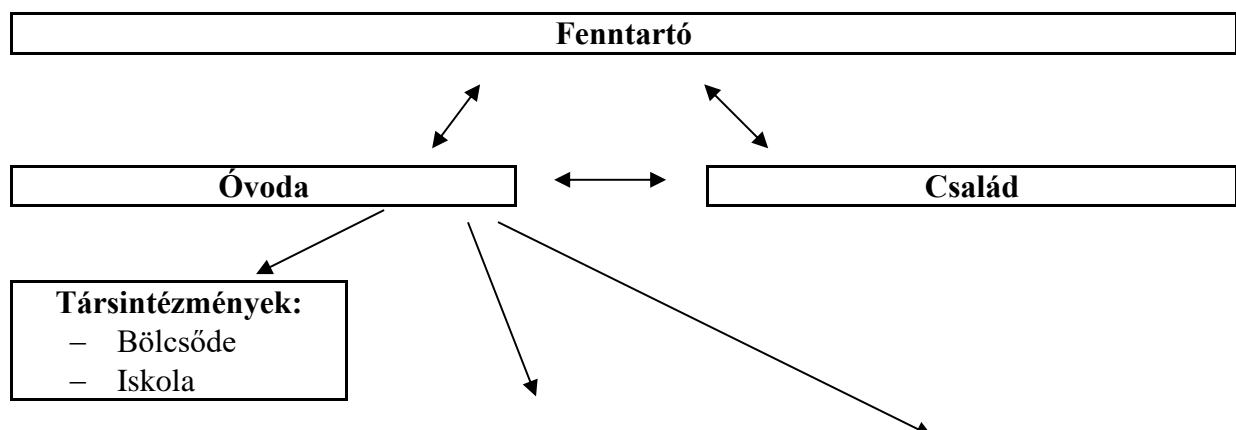 Fenntartó
Óvoda
Család
Társintézmények:
– Bölcsőde
– Iskola